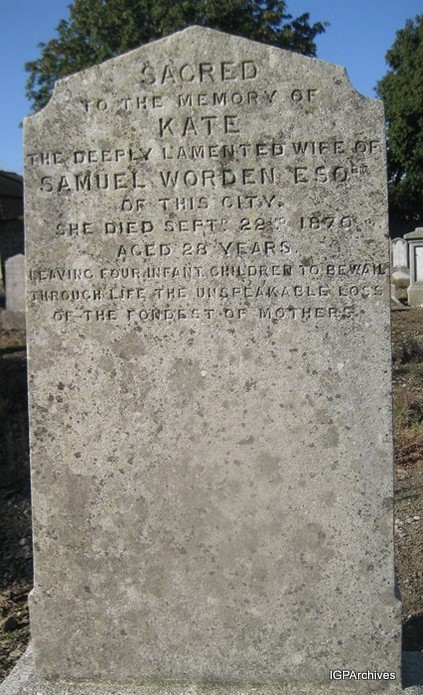 SACRED
TO THE MEMORY OF
KATE
THE DEEPLY LAMENTED WIFE OF
SAMUEL WORDEN ESQRE
OF THIS CITY.
SHE DIED SEPTR 22ND 1870
AGED 28 YEARS.
LEAVING FOUR INFANT CHILDREN TO BEWAIL
THROUGH LIFE THE UNSPEAKABLE LOSS
OF THE FONDEST OF MOTHERS.
IGPArchives